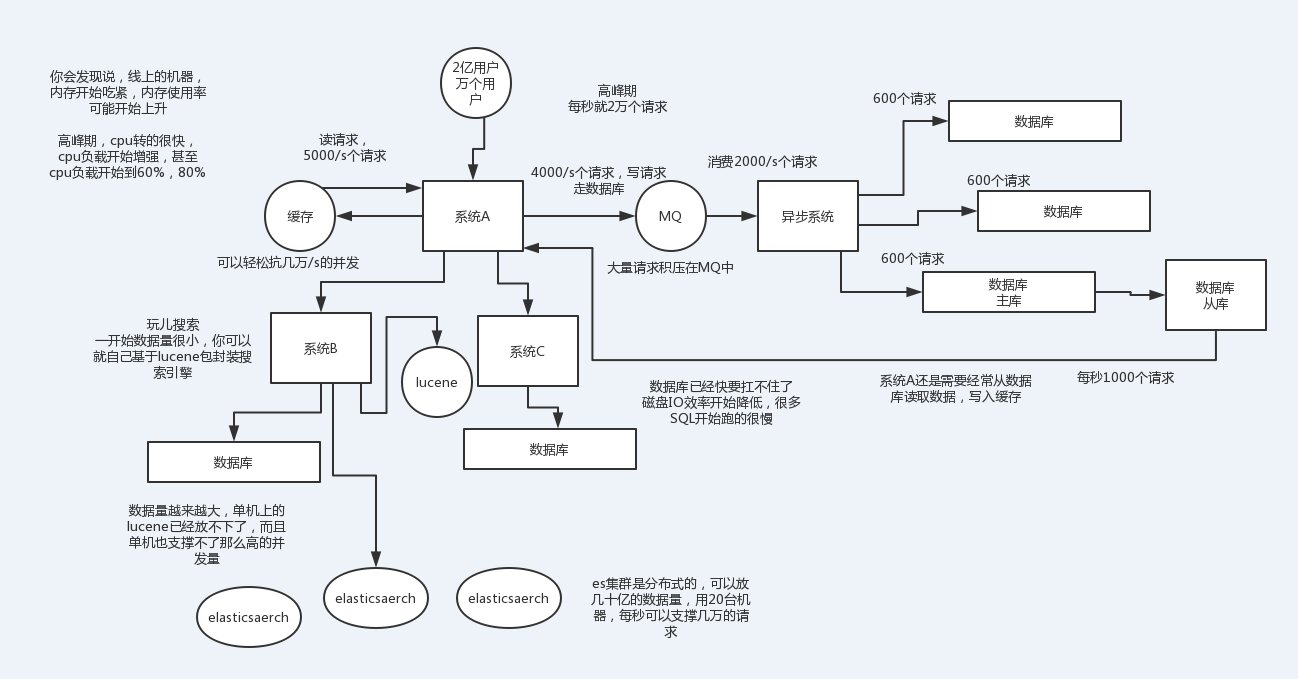 2亿用户
万个用
户
你会发现说，线上的机器，
内存开始吃紧，内存使用率
可能开始上升
高峰期，cpu转的很快，
cpu负载开始增强，甚至
cpu负载开始到60%，80%
高峰期
每秒就2万个请求
读请求，
5000/s个请求
缓存
可以轻松抗几万/s的并发
系统A
4000/s个请求，写请求
走数据库
MQ
大量请求积压在MQ中
消费2000/s个请求
异步系统
600个请求
数据库
600个请求
数据库
600个请求
数据库
主库
数据库
从库
每秒1000个请求
系统A还是需要经常从数据
库读取数据，写入缓存
数据库已经快要扛不住了
磁盘IO效率开始降低，很多
SQL开始跑的很慢
玩儿搜索
一开始数据量很小，你可以
就自己基于lucene包封装搜
索引擎
系统B
lucene
系统C
数据库
数据库
数据量越来越大，单机上的
lucene已经放不下了，而且
单机也支撑不了那么高的并
发量
elasticsaerch
elasticsaerch
elasticsaerch
es集群是分布式的，可以放
几十亿的数据量，用20台机
器，每秒可以支撑几万的请
求